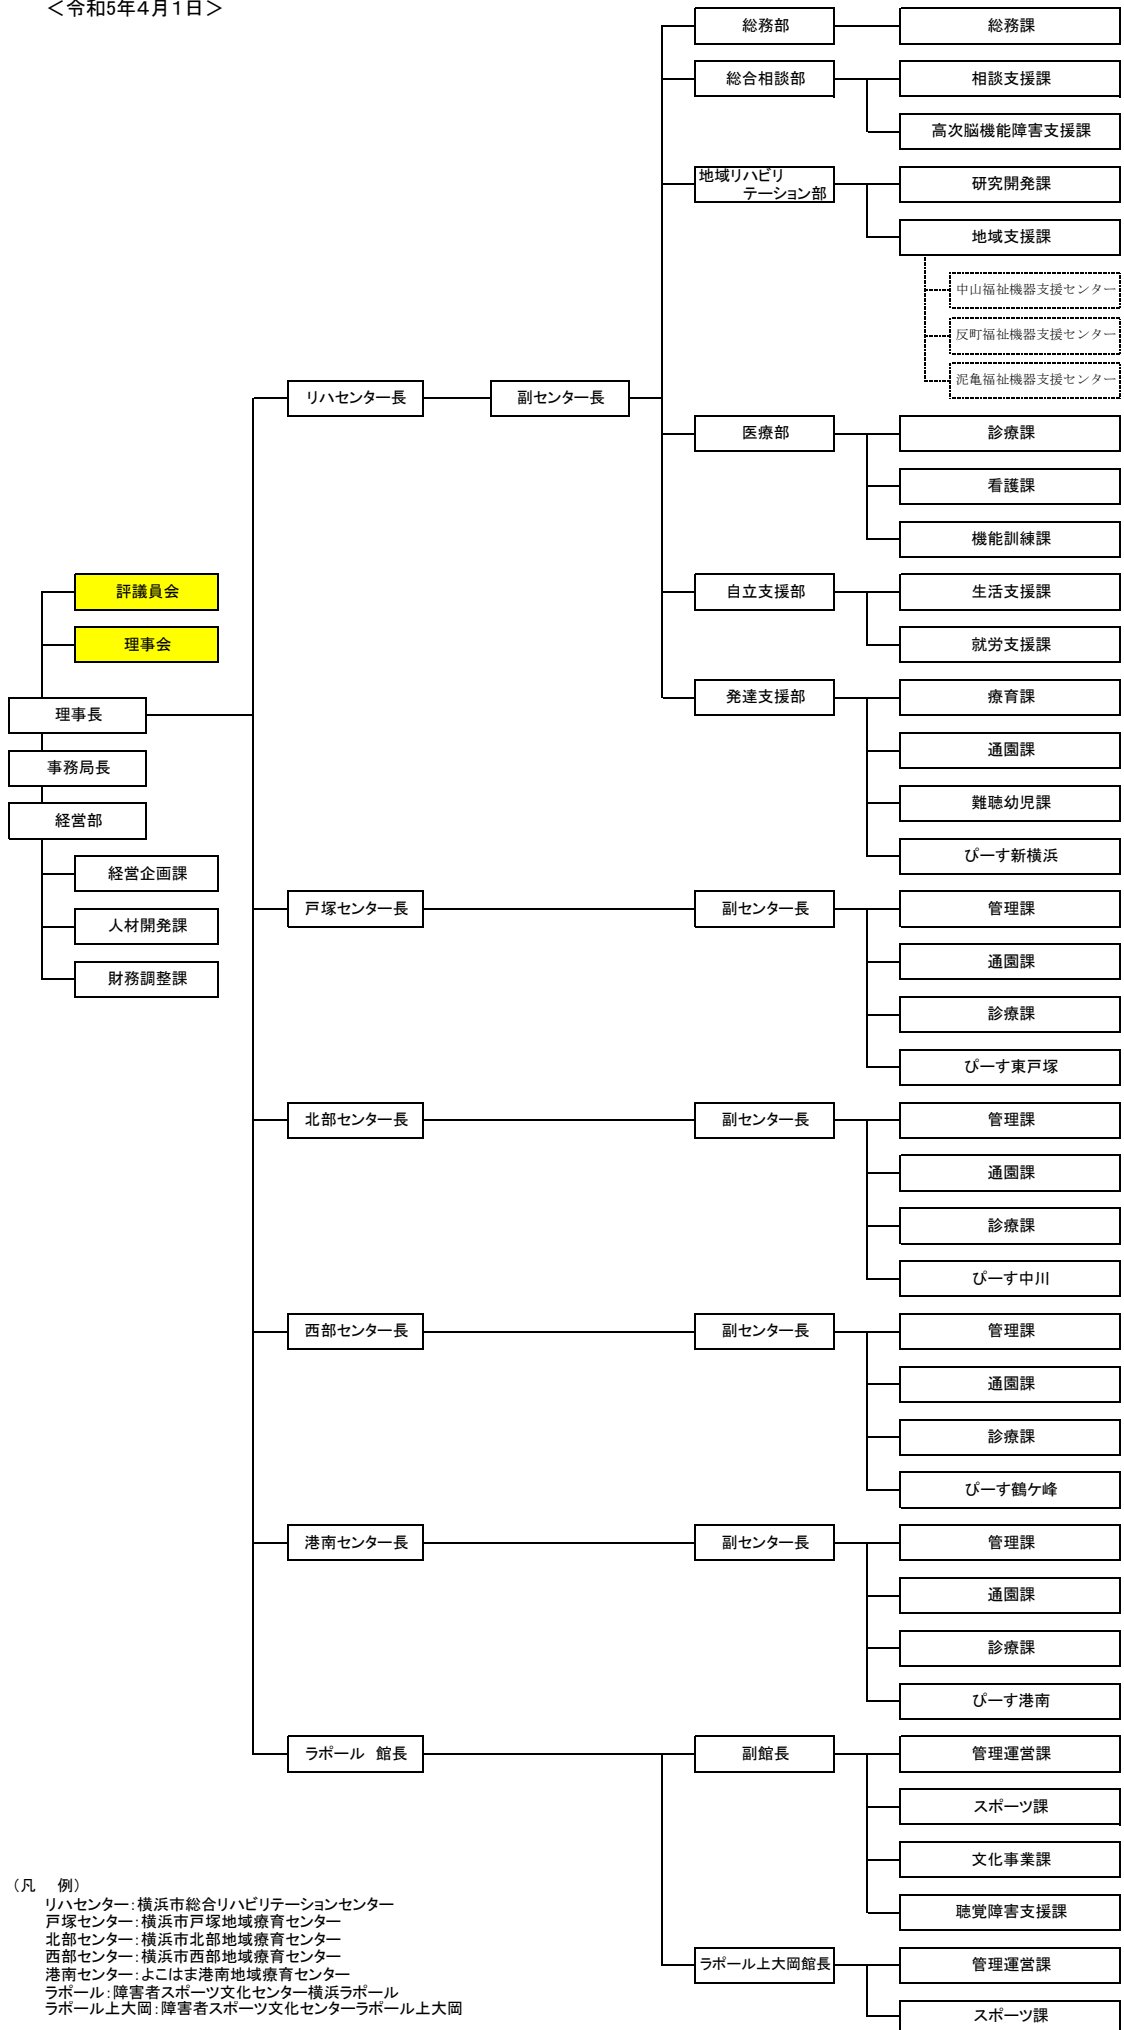 ＜令和5年4月1日＞
総務部
総務課
総合相談部
相談支援課
高次脳機能障害支援課
地域リハビリ
テーション部
研究開発課
地域支援課
中山福祉機器支援センター
反町福祉機器支援センター
泥亀福祉機器支援センター
リハセンター長
副センター長
医療部
診療課
看護課
機能訓練課
評議員会
自立支援部
生活支援課
理事会
就労支援課
理事長
発達支援部
療育課
通園課
事務局長
難聴幼児課
経営部
ぴーす新横浜
経営企画課
人材開発課
財務調整課
戸塚センター長
副センター長
管理課
通園課
診療課
ぴーす東戸塚
北部センター長
副センター長
管理課
通園課
診療課
ぴーす中川
西部センター長
副センター長
管理課
通園課
診療課
ぴーす鶴ケ峰
港南センター長
副センター長
管理課
通園課
診療課
ぴーす港南
ラポール　館長
副館長
管理運営課
スポーツ課
文化事業課
聴覚障害支援課
ラポール上大岡館長
管理運営課
スポーツ課
（凡　例）
リハセンター：横浜市総合リハビリテーションセンター
戸塚センター：横浜市戸塚地域療育センター
北部センター：横浜市北部地域療育センター
西部センター：横浜市西部地域療育センター
港南センター：よこはま港南地域療育センター
ラポール：障害者スポーツ文化センター横浜ラポール
ラポール上大岡：障害者スポーツ文化センターラポール上大岡